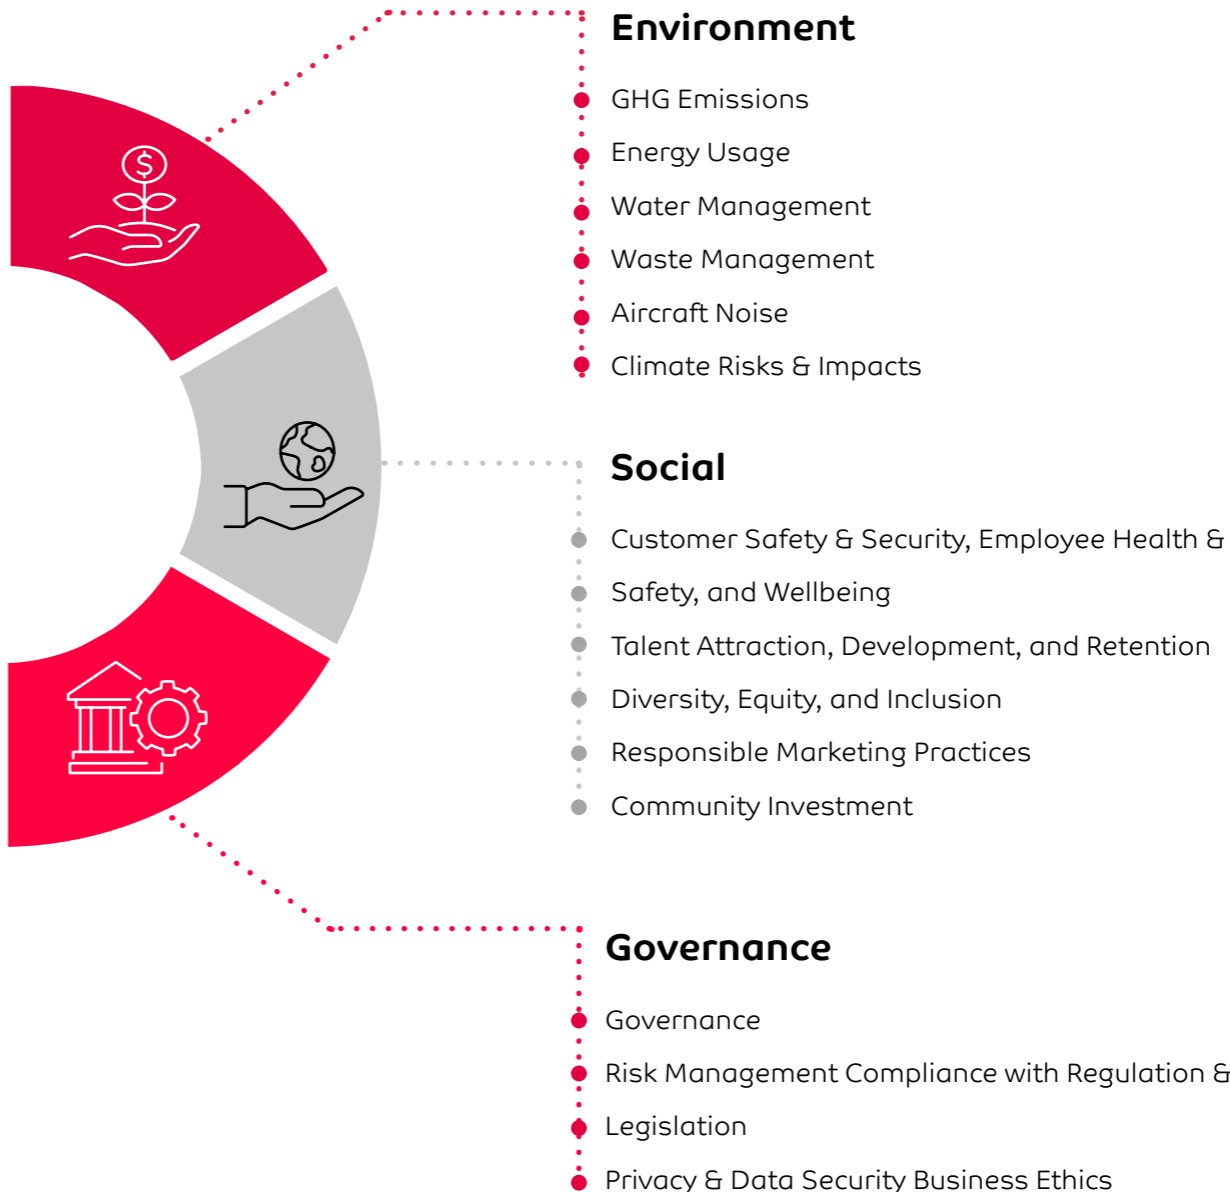 Environment
GHG Emissions
Energy Usage
Water Management
Waste Management
Aircraft Noise
Climate Risks & Impacts
$
Social
Customer Safety & Security, Employee Health &
Safety, and Wellbeing
Talent Attraction, Development, and Retention
Diversity, Equity, and Inclusion
Responsible Marketing Practices
Community Investment
Governance
Governance
Risk Management Compliance with Regulation &
Legislation
Privacy & Data Security Business Ethics